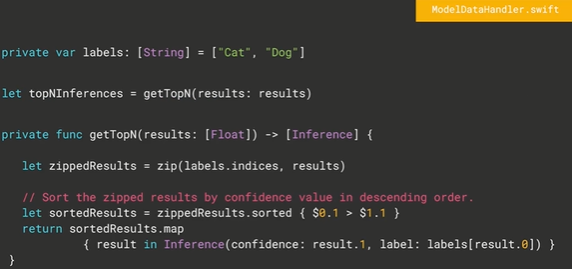 ModelDataHandler.swift
private var labels: [String] = ["Cat", "Dog"]
let topNInferences = getTopN(results: results)
private func getTopN(results: [Float]) -> [Inference] {
let zippedResults = zip(labels.indices, results)
// Sort the zipped results by confidence value in descending order.
let sortedResults = zippedResults.sorted { $0.1 > $1.1 }
return sortedResults.map
{ result in Inference(confidence: result.1, label: labels[result.0]) }
}